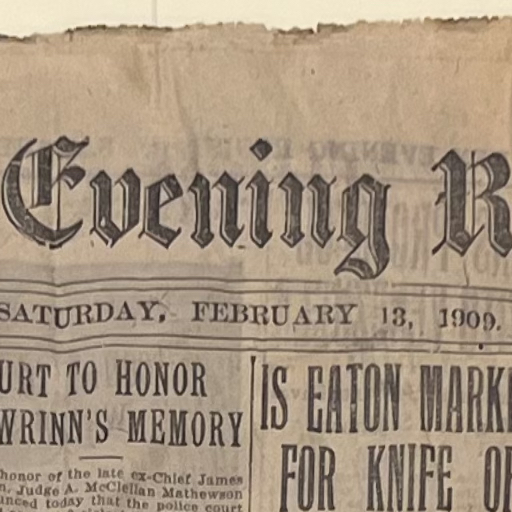 Evening R
SATURDAY, FEBRUARY 13, 1909.
URT TO HONOR
WRINN'S MEMORY
honor of the late ex-Chief James
n, Judge A. McClellan Mathewson
inced today that the police court
IS EATON MARK
FOR KNIFE O